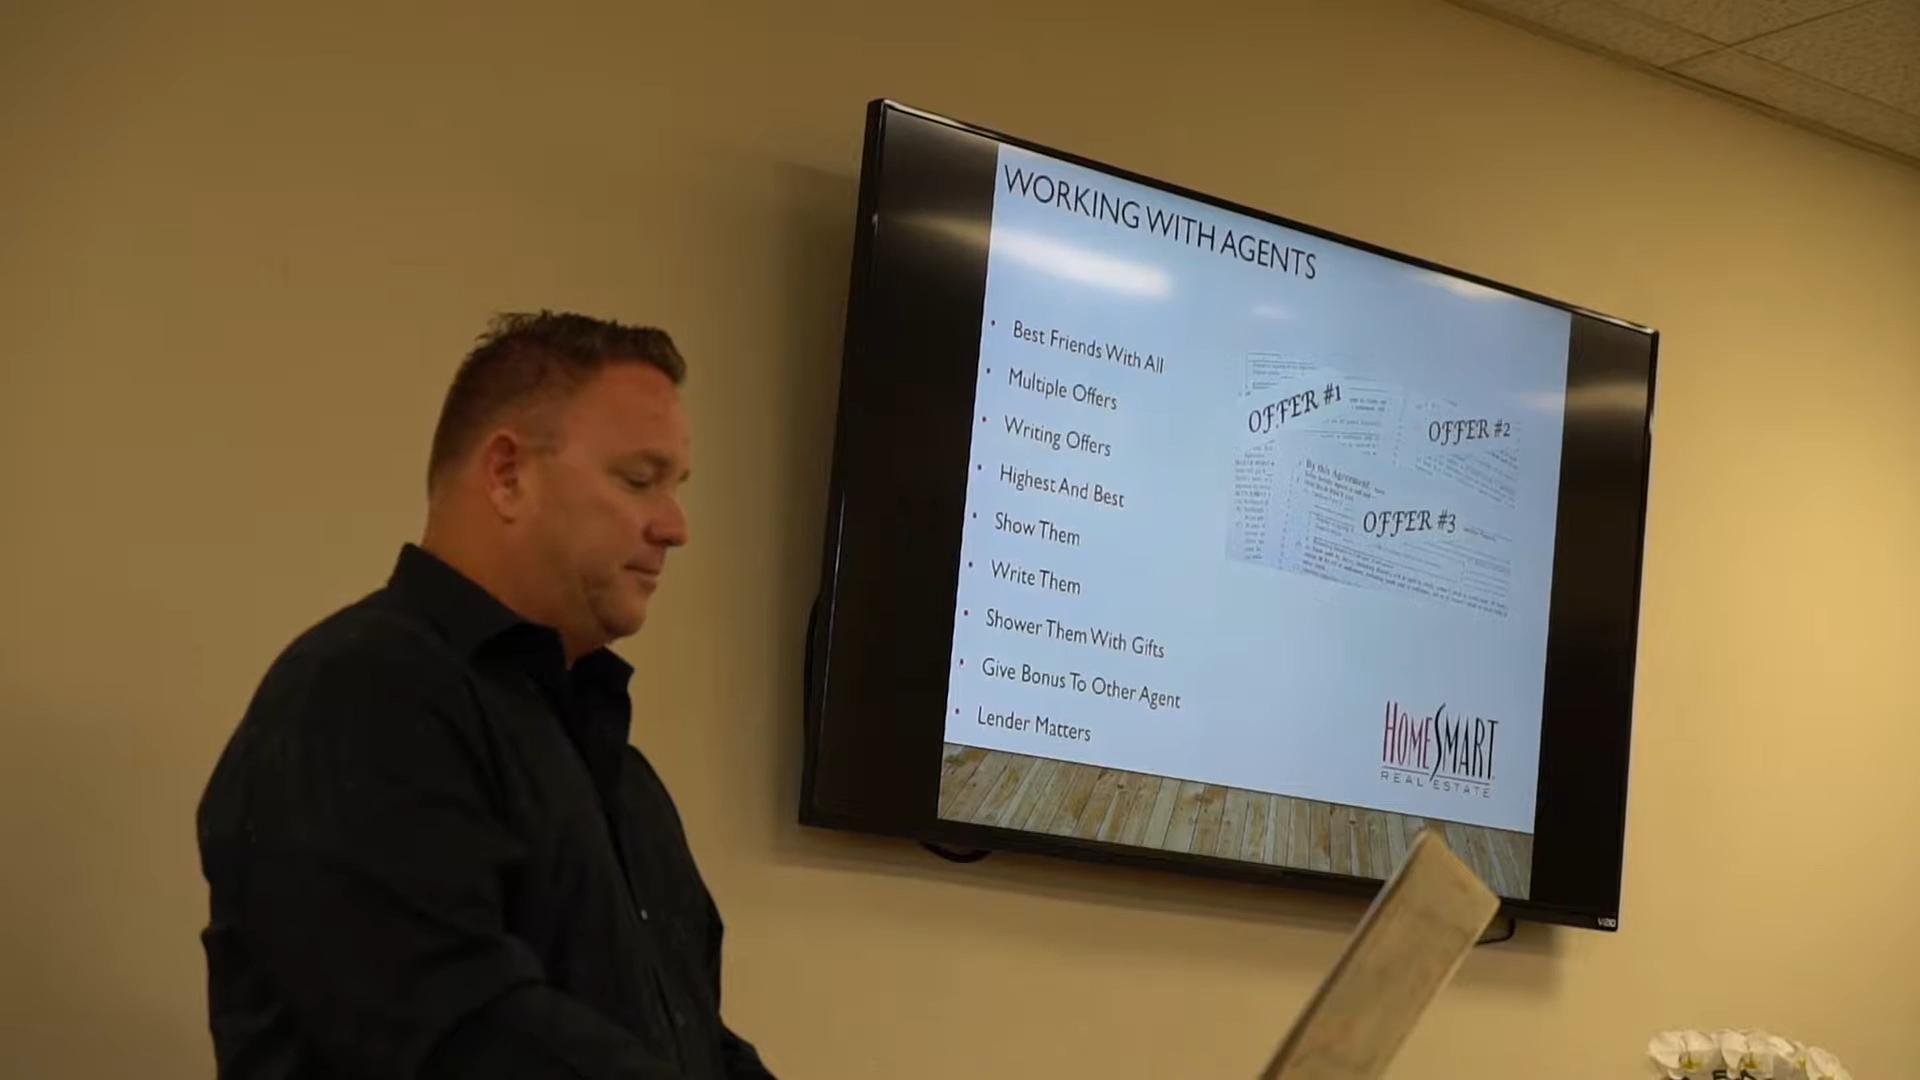 WORKING WITH AGENTS
• Best Friends With All
• Multiple Offers
• Writing Offers
• Highest And Best
• Show Them
• Write Them
• Shower Them With Gifts
• Give Bonus To Other Agent
• Lender Matters
OFFER #1
OFFER #2
By this Agreement
OFFER #3
HOMESMART
REAL ESTATE
VIZIO